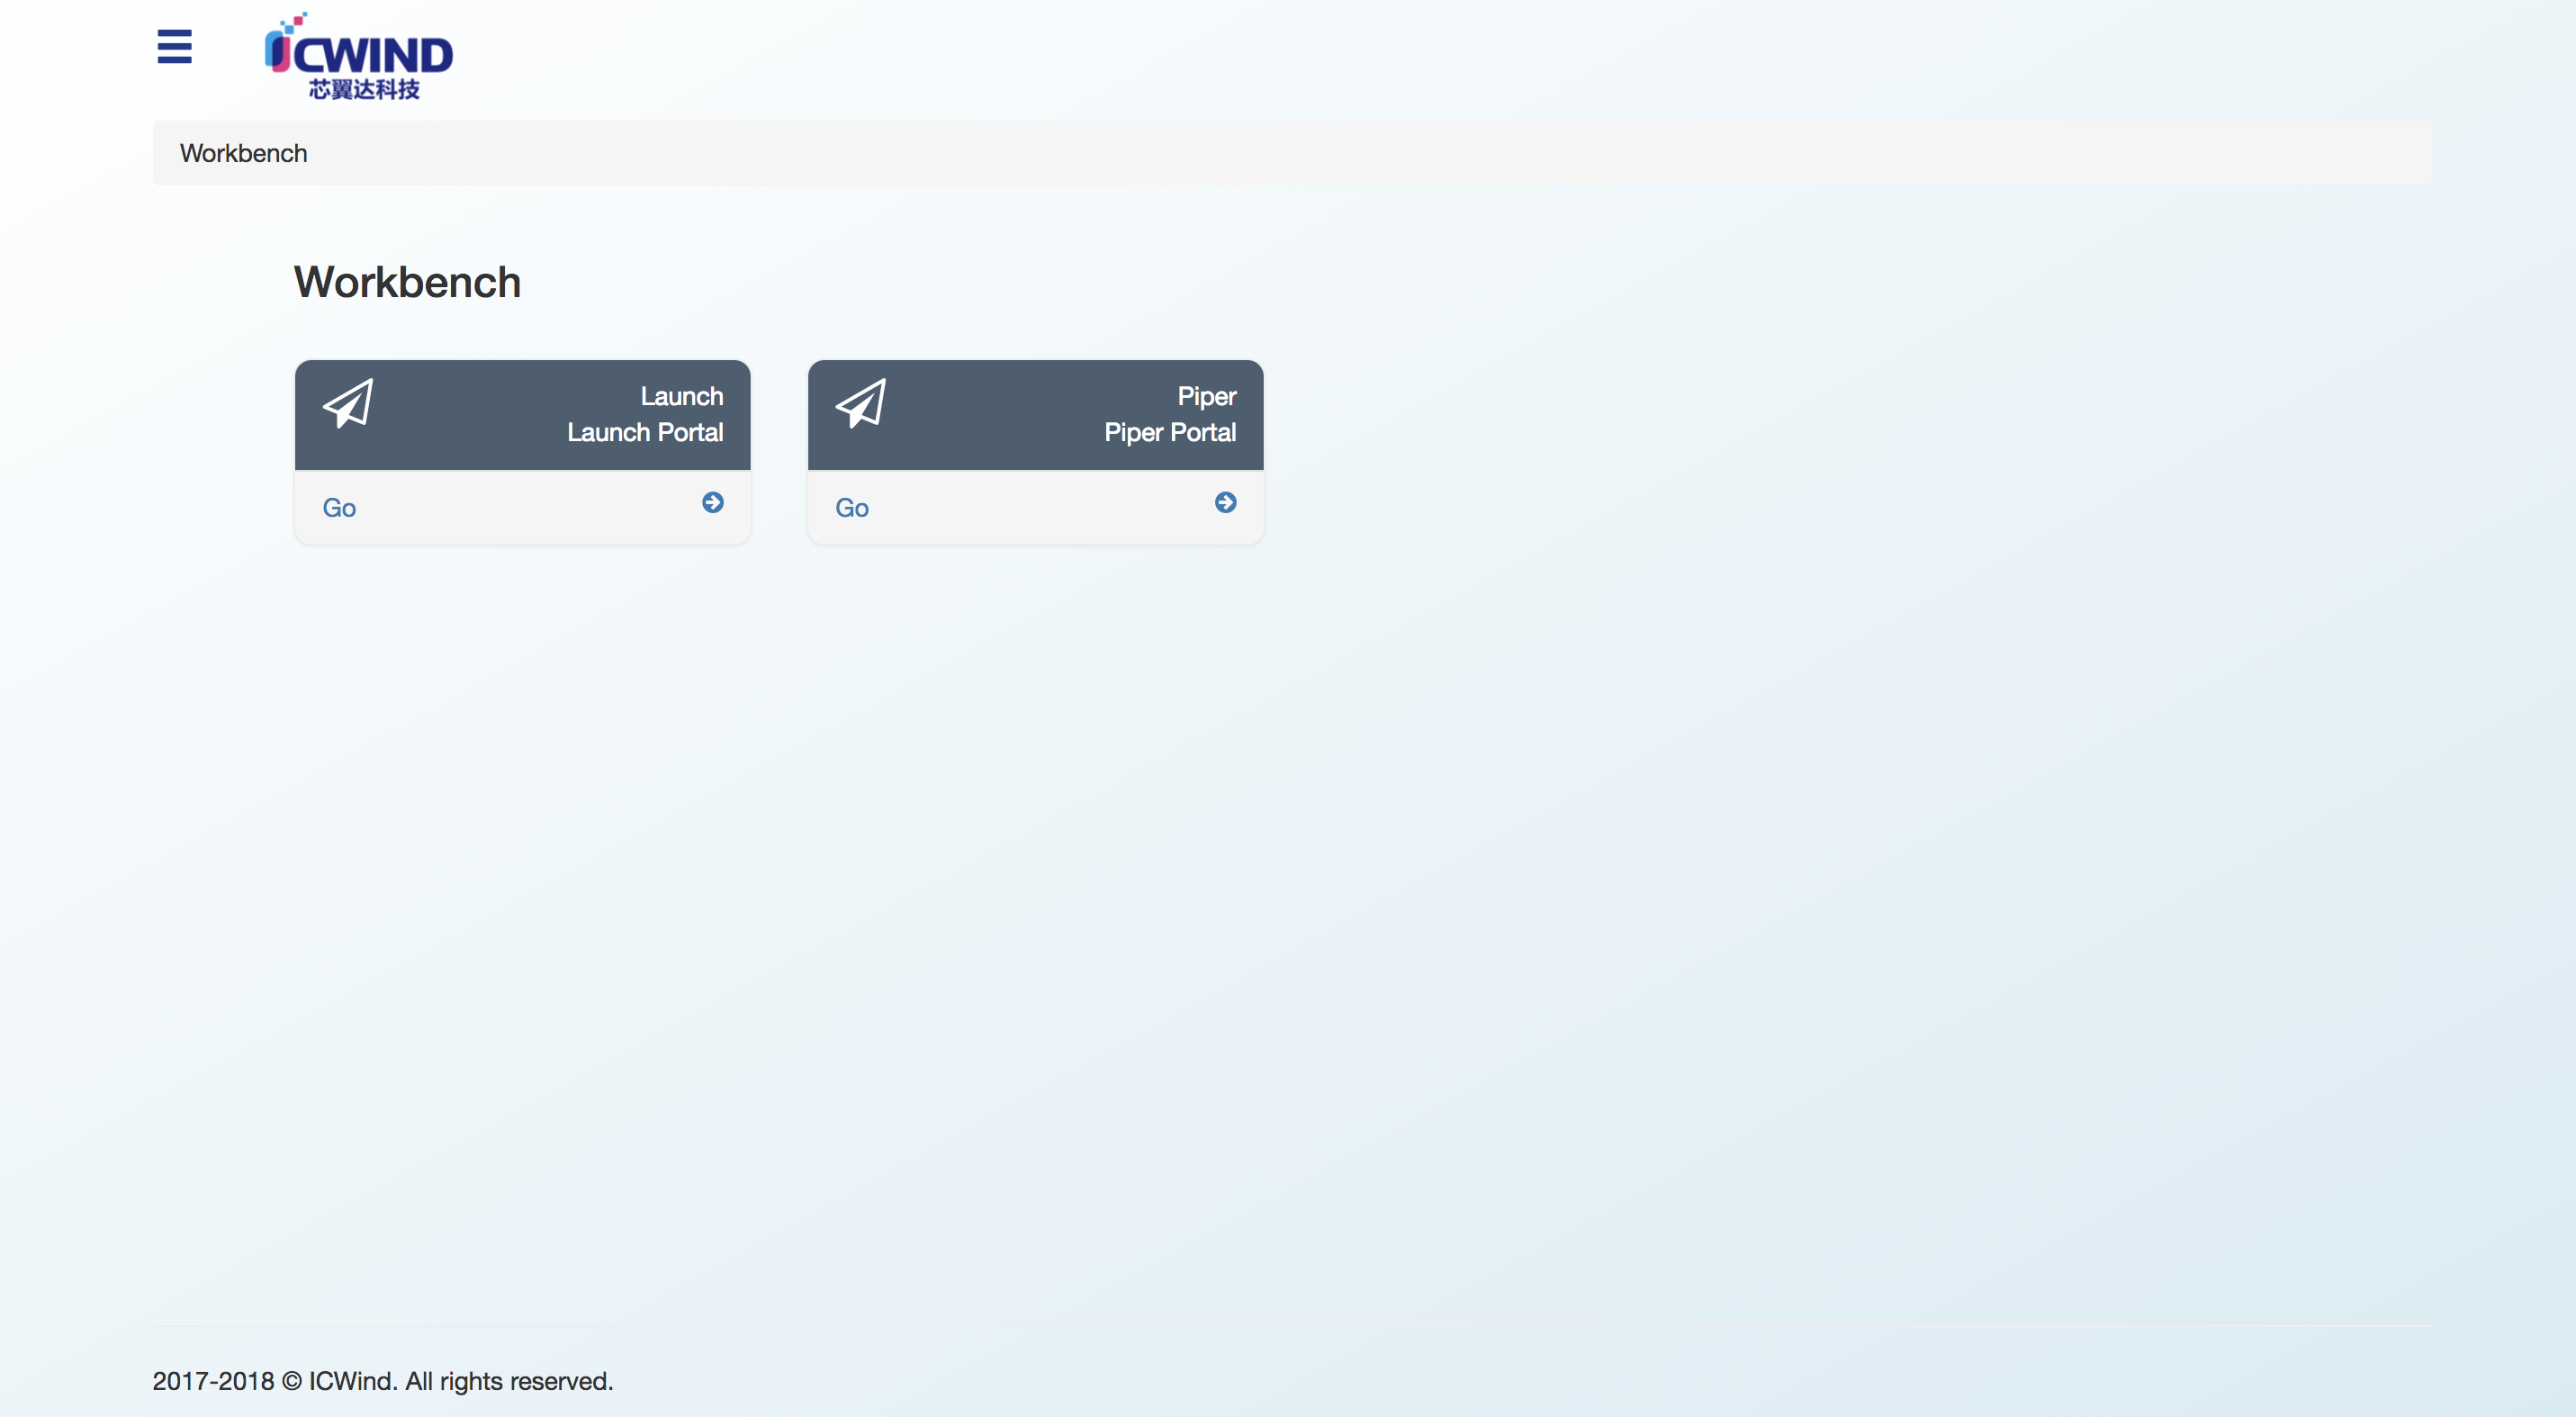 ICWIND
芯翼达科技
Workbench
Workbench
Launch
Launch Portal
Go
Piper
Piper Portal
Go
2017-2018 © ICWind. All rights reserved.